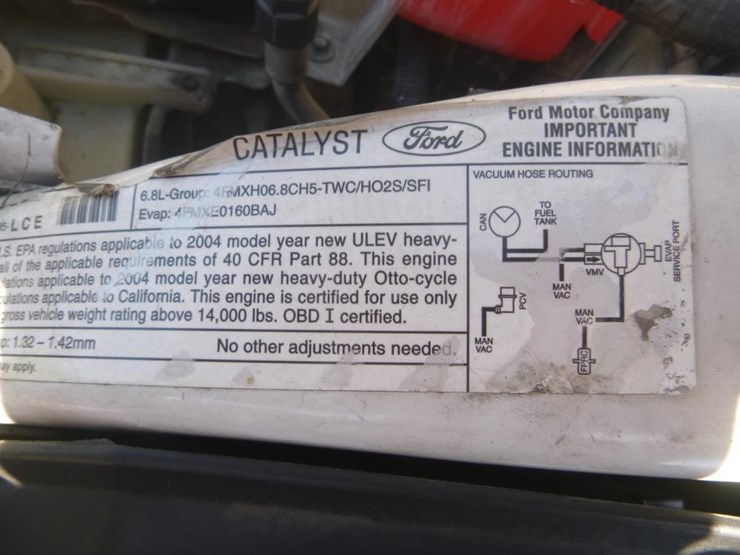 CATALYST
Ford
Ford Motor Company
IMPORTANT
ENGINE INFORMATION
LCE
6.8L-Group: 4FMXH06.8CH5-TWC/HO2S/SFI
Evap: 4FMXE0160BAJ
.S. EPA regulations applicable to 2004 model year new ULEV heavy-
all of the applicable requirements of 40 CFR Part 88. This engine
to 2004 model year new heavy-duty Otto-cycle
applicable to California. This engine is certified for use only
gross vehicle weight rating above 14,000 lbs. OBD I certified.
1.32 – 1.42mm
No other adjustments needed.
may apply.
VACUUM HOSE ROUTING
CAN
TO
FUEL
TANK
VMV
EVAP
SERVICE PORT
MAN
VAC
PCV
MAN
VAC
MAN
VAC
FPRC